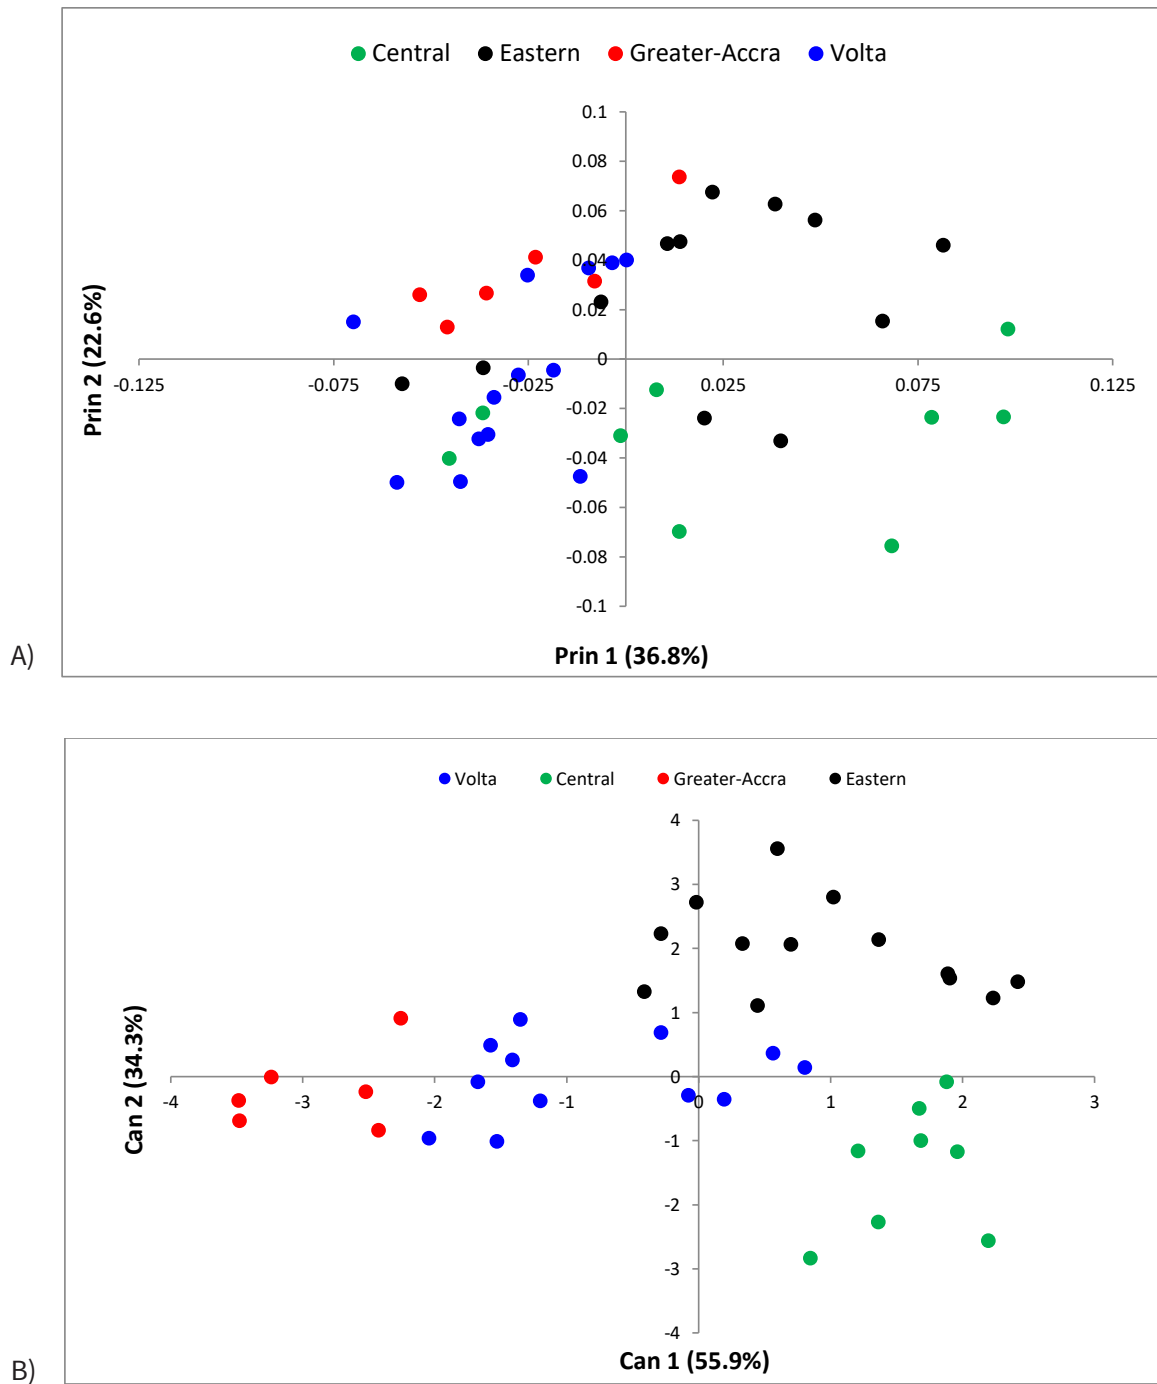 Central Eastern Greater-Accra Volta
0.1
0.08
0.06
0.04
0.02
0
-0.125 -0.075 -0.025 0.025 0.075 0.125
-0.02
-0.04
-0.06
-0.08
-0.1
Prin 2 (22.6%)
Prin 1 (36.8%)
A)
Volta Central Greater-Accra Eastern
4
3
2
1
0
-4 -3 -2 -1 0 1 2 3
-1
-2
-3
-4
Can 2 (34.3%)
Can 1 (55.9%)
B)